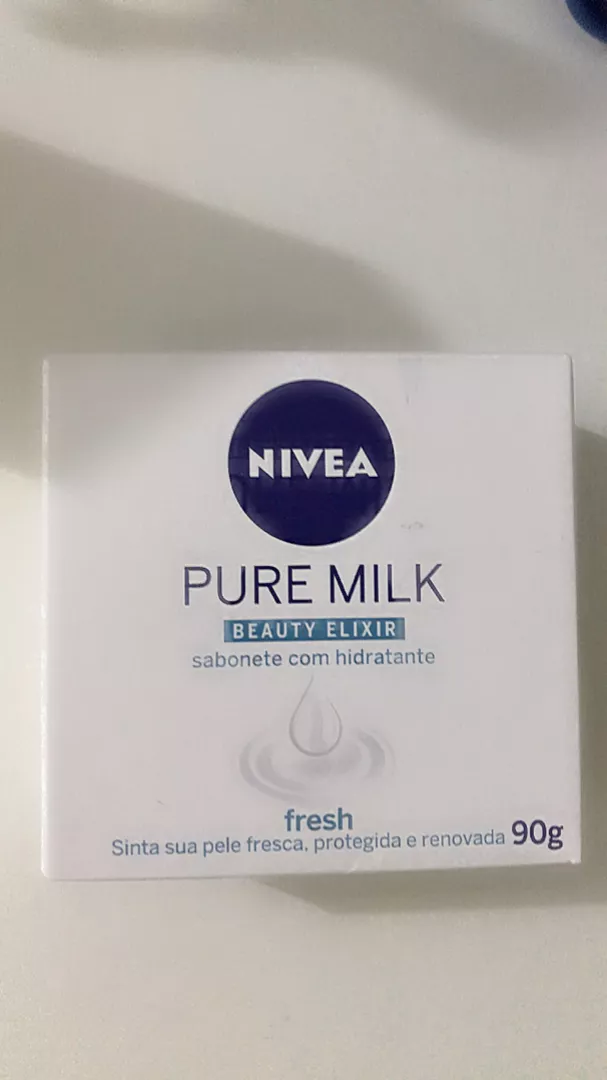 NIVEA
PURE MILK
BEAUTY ELIXIR
sabonete com hidratante
fresh
Sinta sua pele fresca, protegida e renovada 90g